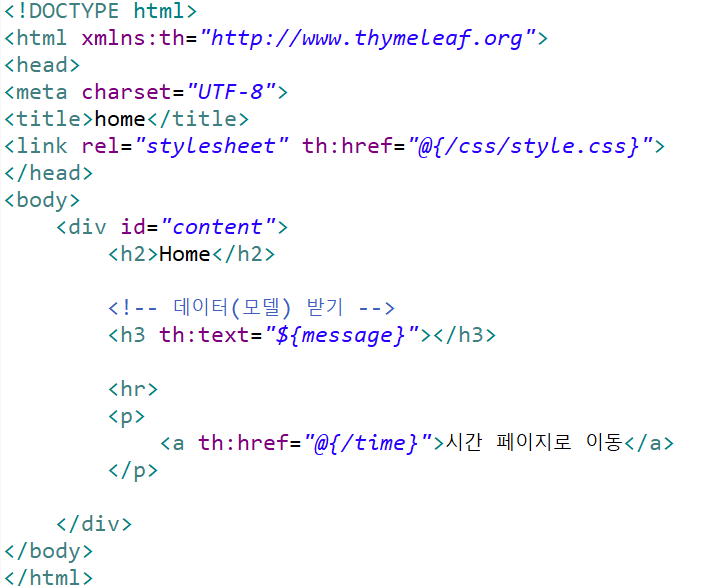 <!DOCTYPE html>
<html xmlns:th="http://www.thymeleaf.org">
<head>
<meta charset="UTF-8">
<title>home</title>
<link rel="stylesheet" th:href="@{/css/style.css}">
</head>
<body>
    <div id="content">
        <h2>Home</h2>

        <!-- 데이터(모델) 받기 -->
        <h3 th:text="${message}"></h3>

        <hr>
        <p>
            <a th:href="@{/time}">시간 페이지로 이동</a>
        </p>

    </div>
</body>
</html>